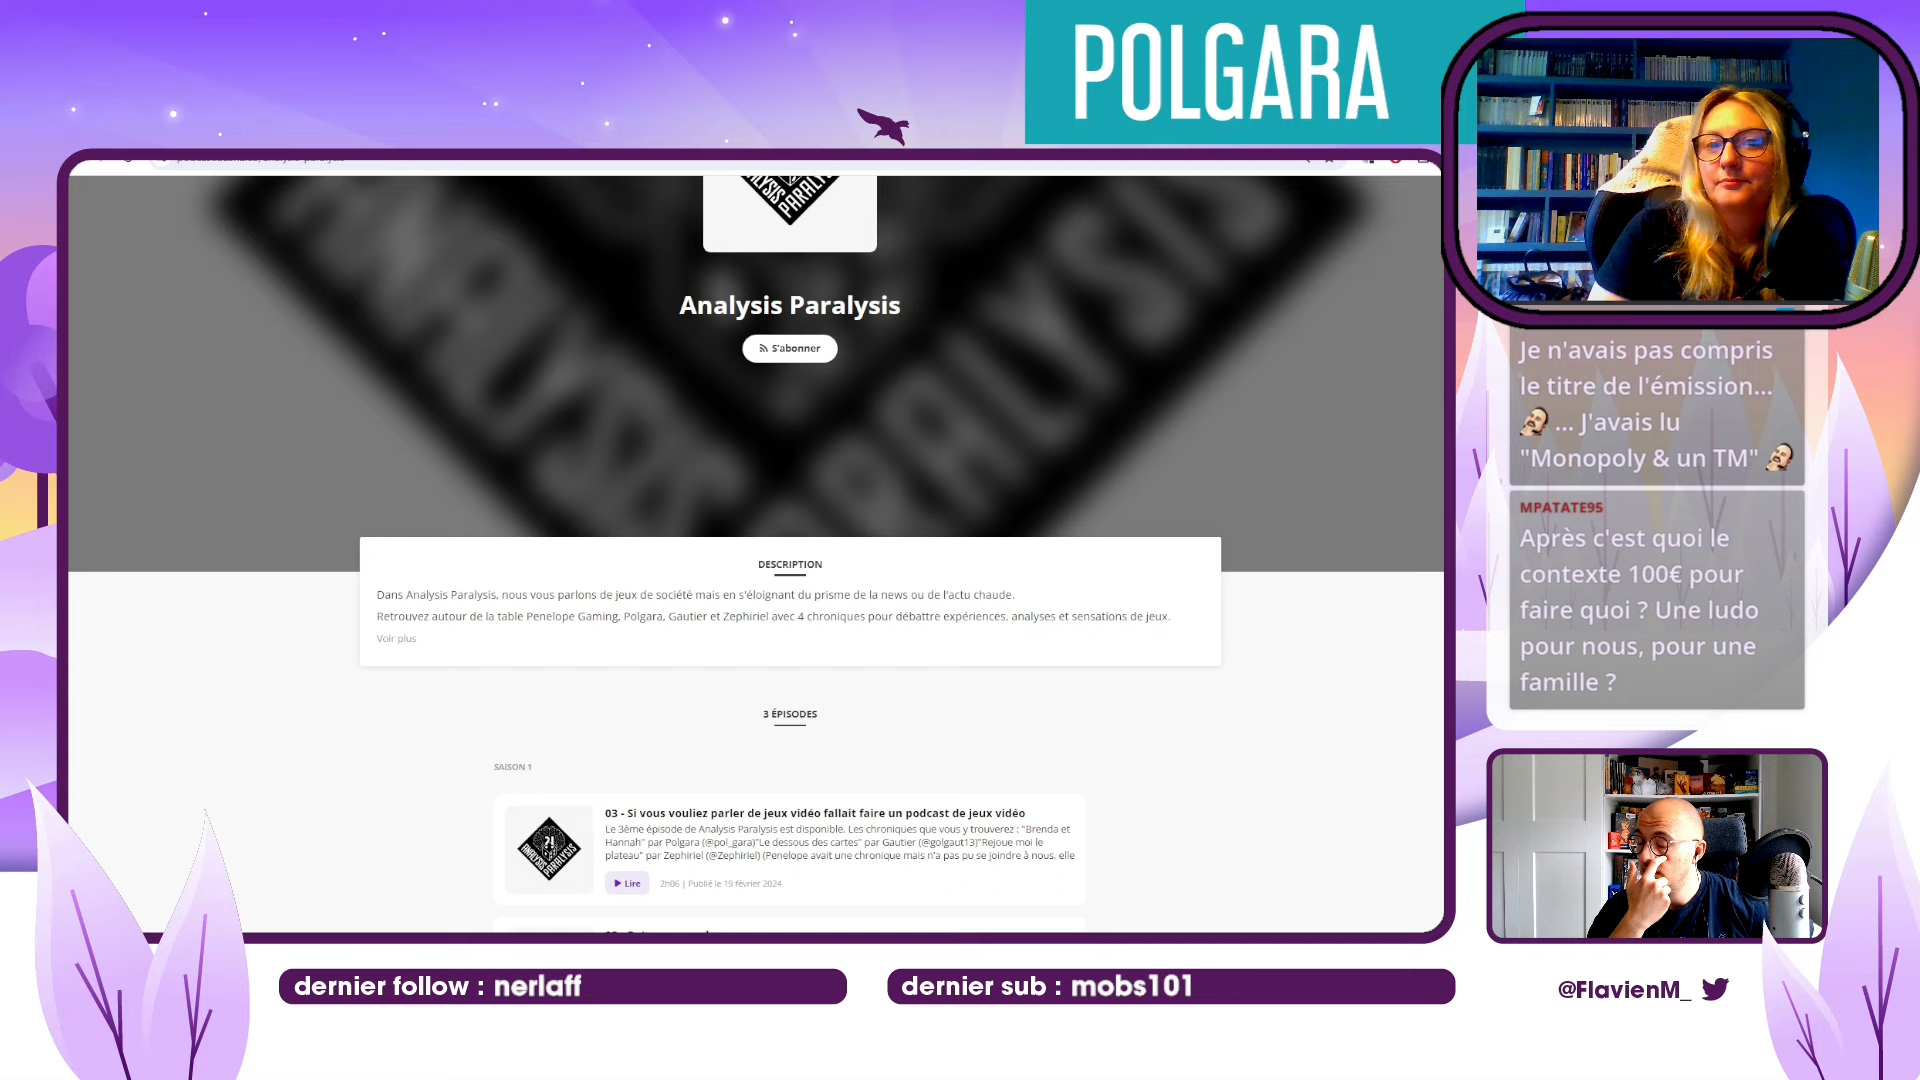 POLGARA
ANALYSIS PARALYSIS
Analysis Paralysis
S'abonner
DESCRIPTION
Dans Analysis Paralysis, nous vous parlons de jeux de société mais en s'éloignant du prisme de la news ou de l'actu chaude.
Retrouvez autour de la table Penelope Gaming, Polgara, Gautier et Zephiriel avec 4 chroniques pour débattre expériences, analyses et sensations de jeux.
Voir plus
3 ÉPISODES
SAISON 1
03 - Si vous vouliez parler de jeux vidéo fallait faire un podcast de jeux vidéo
Le 3ème épisode de Analysis Paralysis est disponible. Les chroniques que vous y trouverez : "Brenda et
Hannah" par Polgara (@pol_gara)"Le dessous des cartes" par Gautier (@golgaut13)"Rejoue moi le
plateau" par Zephiriel (@Zephiriel) (Penelope avait une chronique mais n'a pas pu se joindre à nous, elle
Lire
2h06 | Publié le 19 février 2024
ANALYSIS PARALYSIS
Je n'avais pas compris
le titre de l'émission...
... J'avais lu
"Monopoly & un TM"
MPATATE95
Après c'est quoi le
contexte 100€ pour
faire quoi ? Une ludo
pour nous, pour une
famille ?
dernier follow : nerlaff
dernier sub : mobs101
@FlavienM_